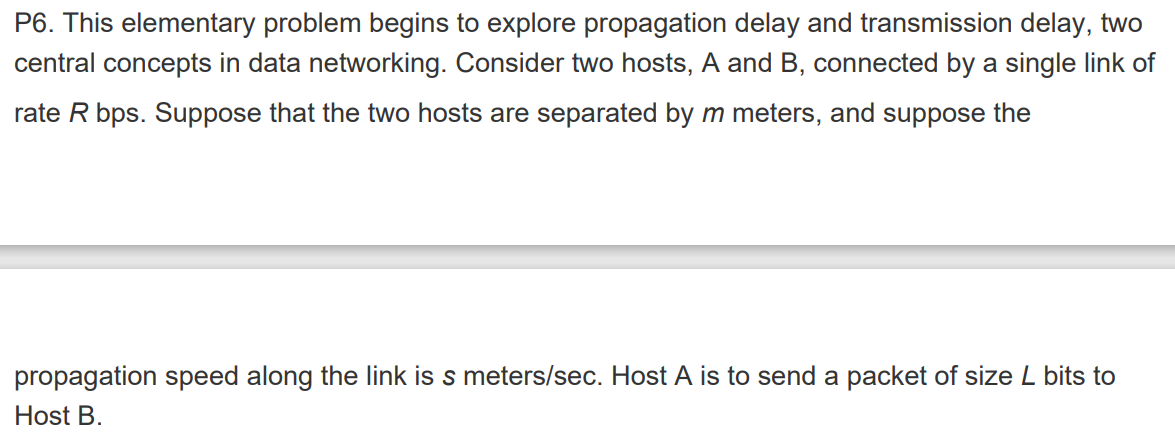 P6. This elementary problem begins to explore propagation delay and transmission delay, two
central concepts in data networking. Consider two hosts, A and B, connected by a single link of
rate R bps. Suppose that the two hosts are separated by m meters, and suppose the
propagation speed along the link is s meters/sec. Host A is to send a packet of size L bits to
Host B.